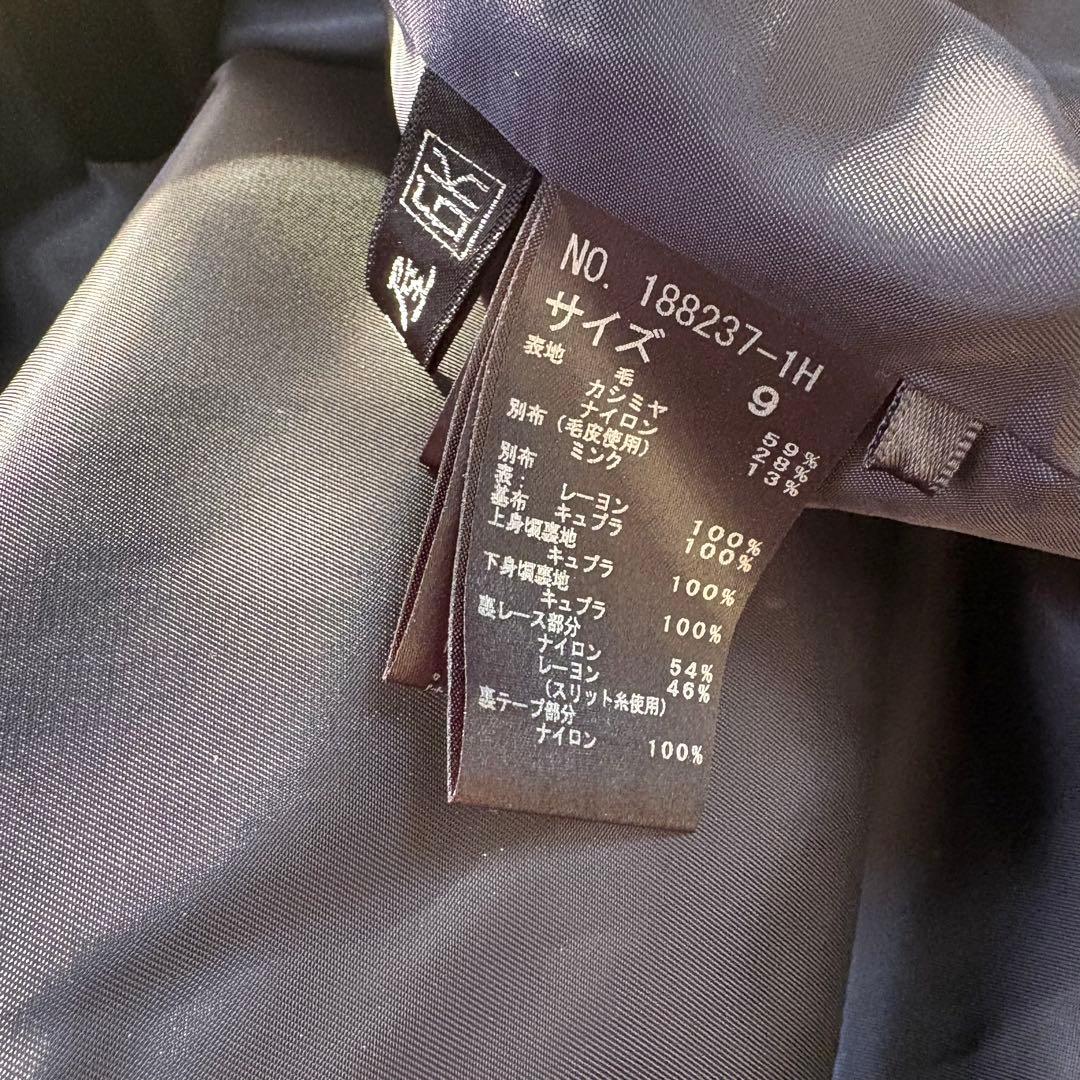 GK
NO. 188237-1H
サイズ 9
表地
毛 59%
カシミヤ 28%
ナイロン 13%
別布(毛皮使用)
ミンク
別布
表:
レーヨン 100%
基布 キュプラ 100%
上身頃裏地
キュプラ 100%
下身頃裏地
キュプラ 100%
裏レース部分
ナイロン 54%
レーヨン 46%
(スリット糸使用)
裏テープ部分
ナイロン 100%